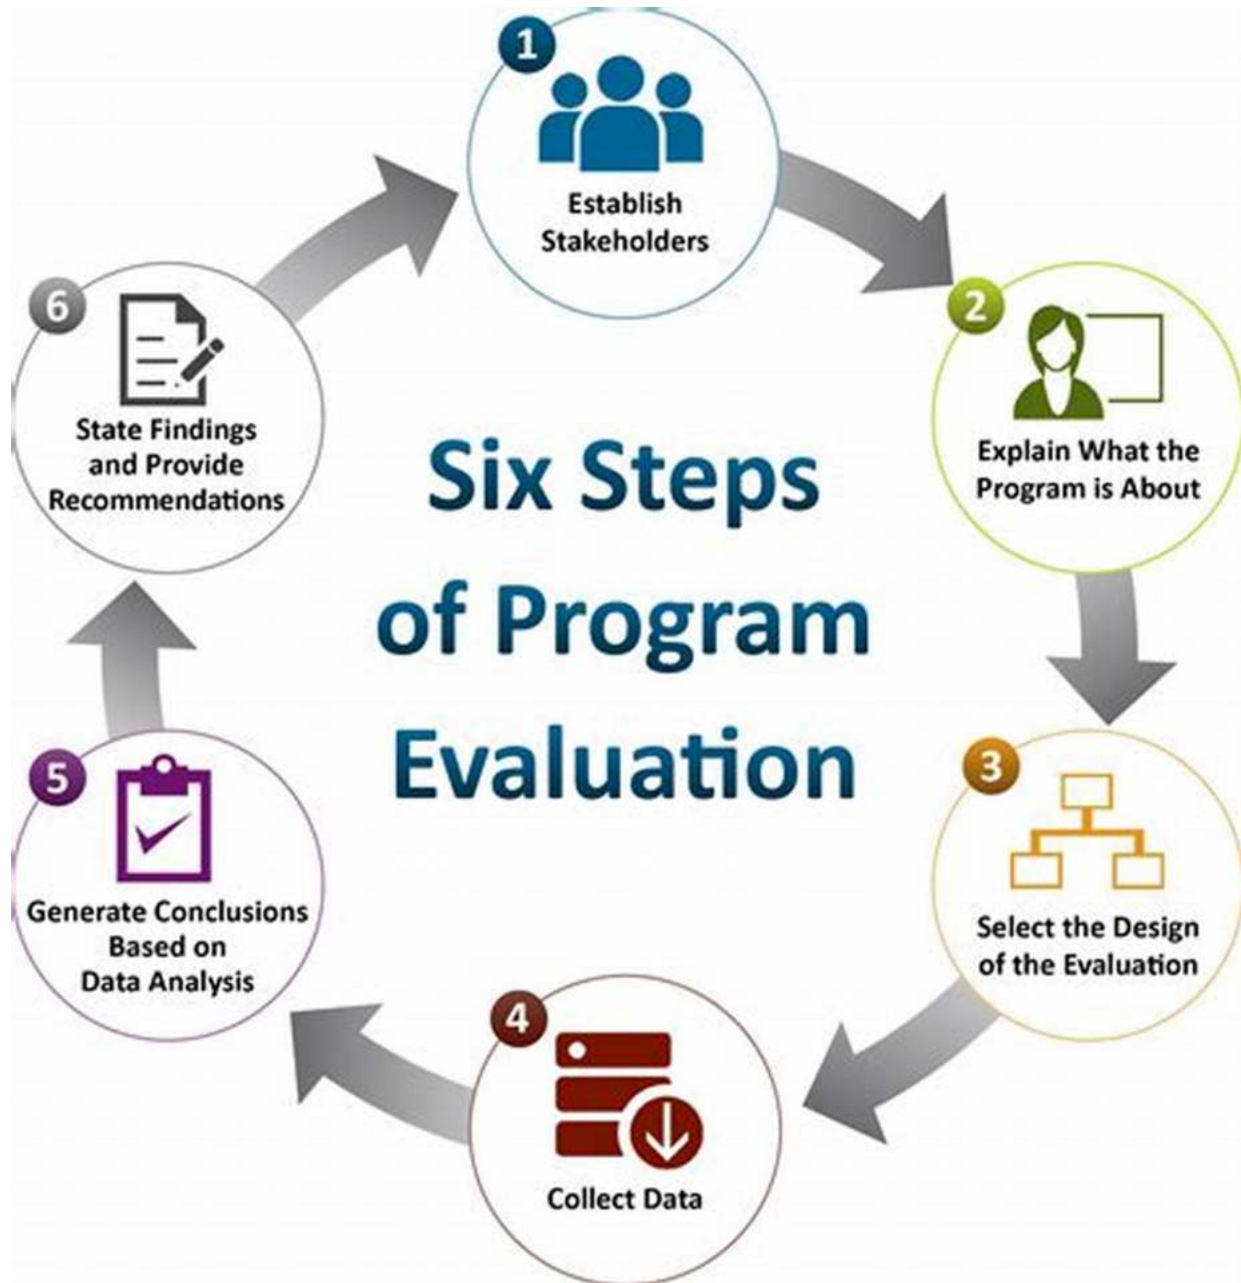 1
Establish
Stakeholders
2
Explain What the
Program is About
3
Select the Design
of the Evaluation
4
Collect Data
5
Generate Conclusions
Based on
Data Analysis
6
State Findings
and Provide
Recommendations
Six Steps
of Program
Evaluation